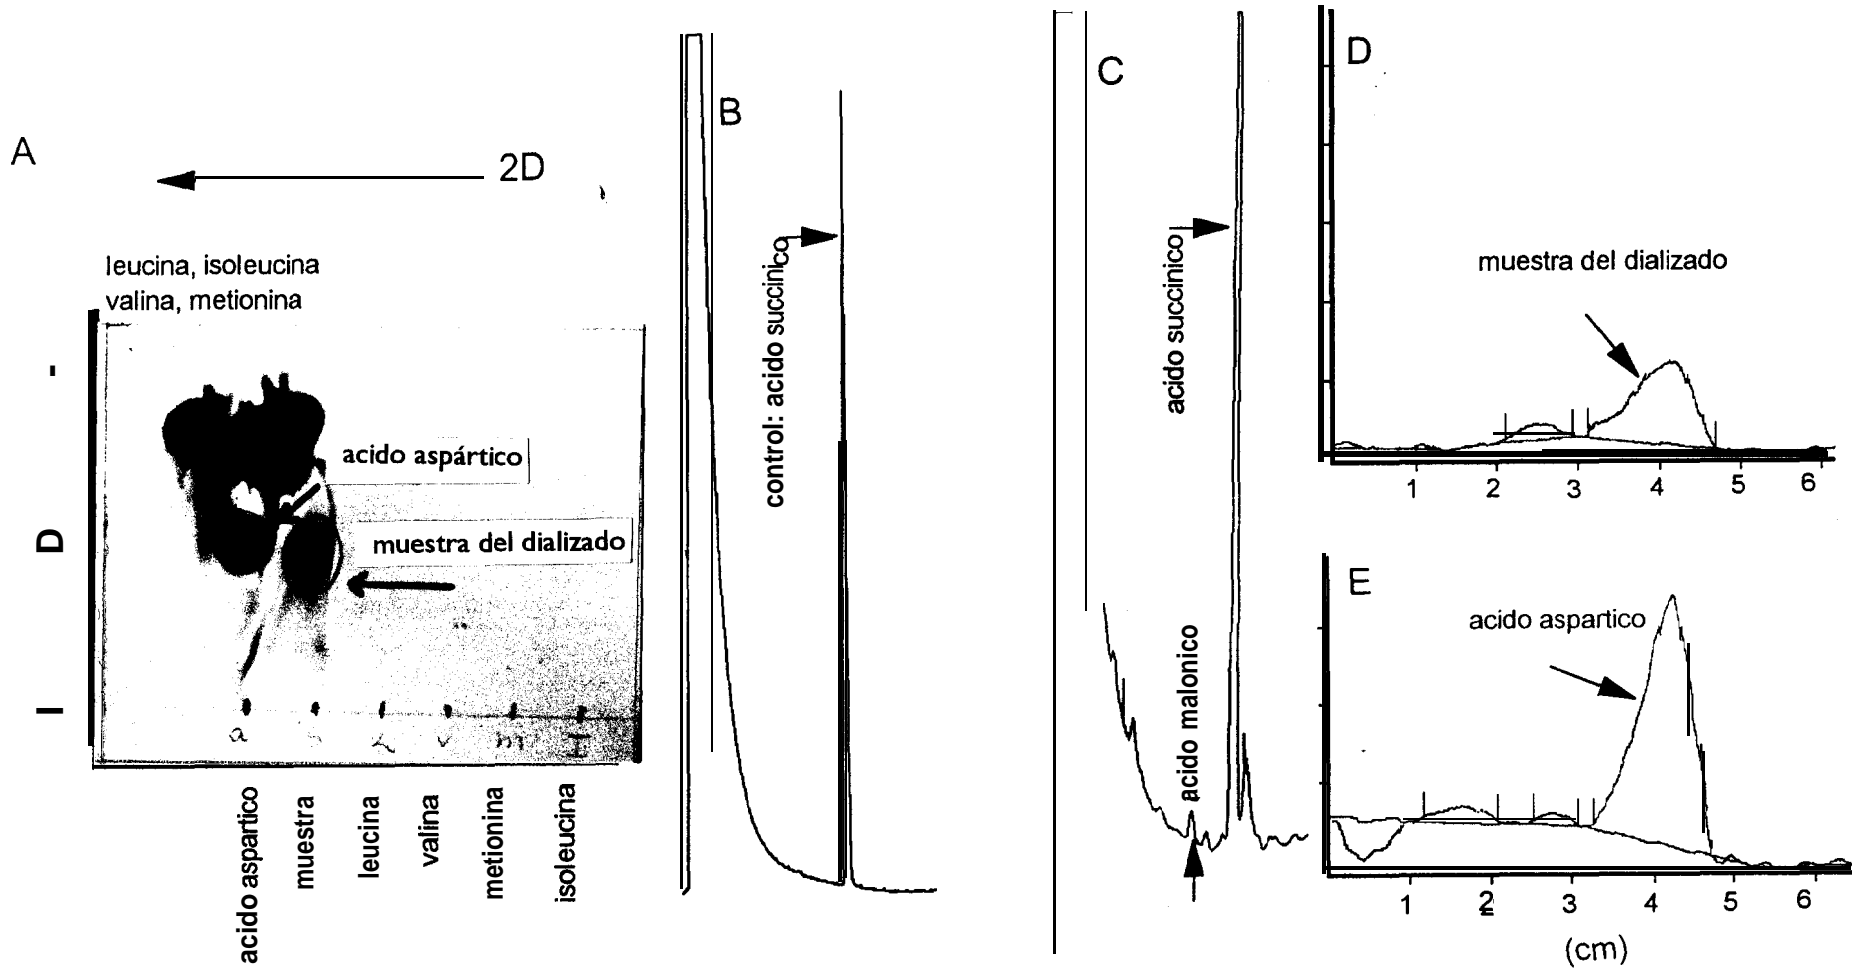 A
2D
leucina, isoleucina
valina, metionina
-
D
I
acido aspártico
muestra del dializado
a
L
v
m
I
acido aspartico
muestra
leucina
valina
metionina
isoleucina
B
control: acido succinico
C
acido succinico
acido malonico
D
muestra del dializado
1 2 3 4 5 6
E
acido aspartico
1 2 3 4 5 6
(cm)